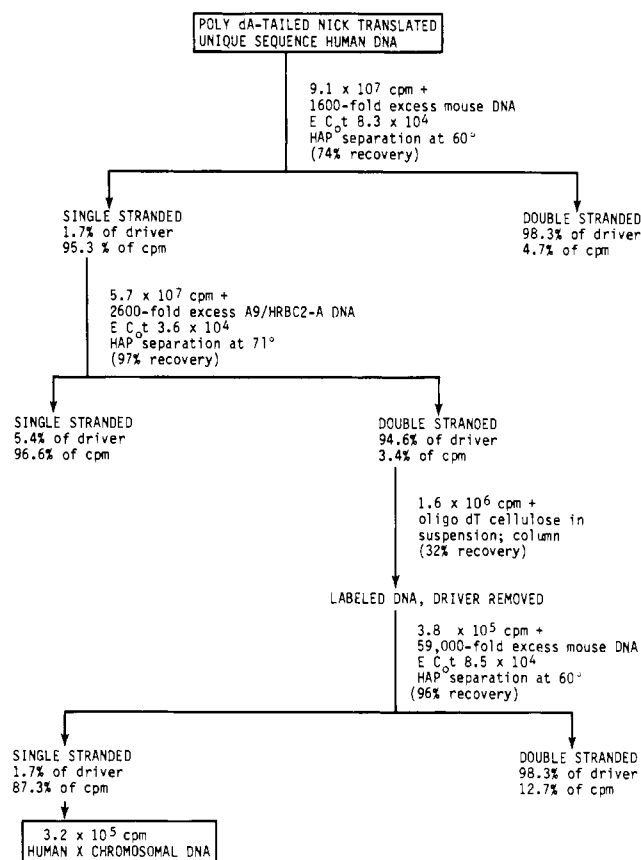 POLY dA-TAILED NICK TRANSLATED
UNIQUE SEQUENCE HUMAN DNA
9.1 x 10⁷ cpm +
1600-fold excess mouse DNA
E Cₒt 8.3 x 10⁴
HAP separation at 60°
(74% recovery)
SINGLE STRANDED
1.7% of driver
95.3 % of cpm
DOUBLE STRANDED
98.3% of driver
4.7% of cpm
5.7 x 10⁷ cpm +
2600-fold excess A9/HRBC2-A DNA
E Cₒt 3.6 x 10⁴
HAP separation at 71°
(97% recovery)
SINGLE STRANDED
5.4% of driver
96.6% of cpm
DOUBLE STRANDED
94.6% of driver
3.4% of cpm
1.6 x 10⁶ cpm +
oligo dT cellulose in
suspension; column
(32% recovery)
LABELED DNA, DRIVER REMOVED
3.8 x 10⁵ cpm +
59,000-fold excess mouse DNA
E Cₒt 8.5 x 10⁴
HAP separation at 60°
(96% recovery)
SINGLE STRANDED
1.7% of driver
87.3% of cpm
DOUBLE STRANDED
98.3% of driver
12.7% of cpm
3.2 x 10⁵ cpm
HUMAN X CHROMOSOMAL DNA